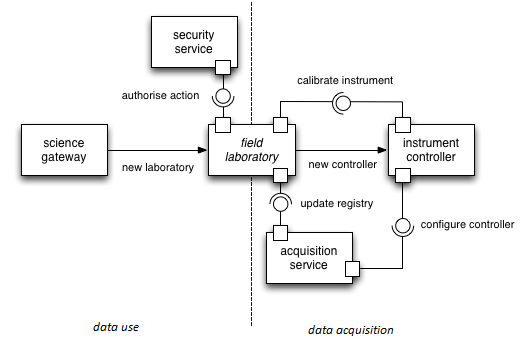 security
service
calibrate instrument
authorise action
science
gateway
field
laboratory
instrument
controller
new laboratory
new controller
update registry
configure controller
acquisition
service
data use
data acquisition